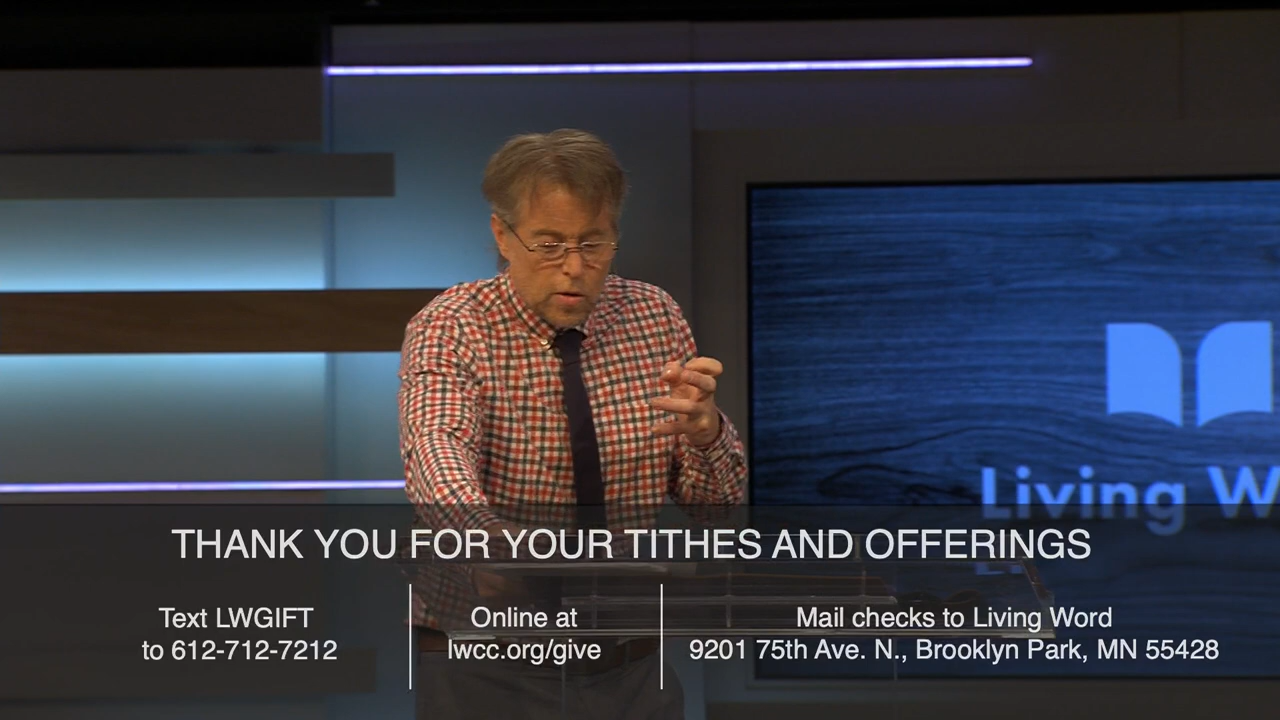 Living W
THANK YOU FOR YOUR TITHES AND OFFERINGS
Text LWGIFT
to 612-712-7212
Online at
lwcc.org/give
Mail checks to Living Word
9201 75th Ave. N., Brooklyn Park, MN 55428